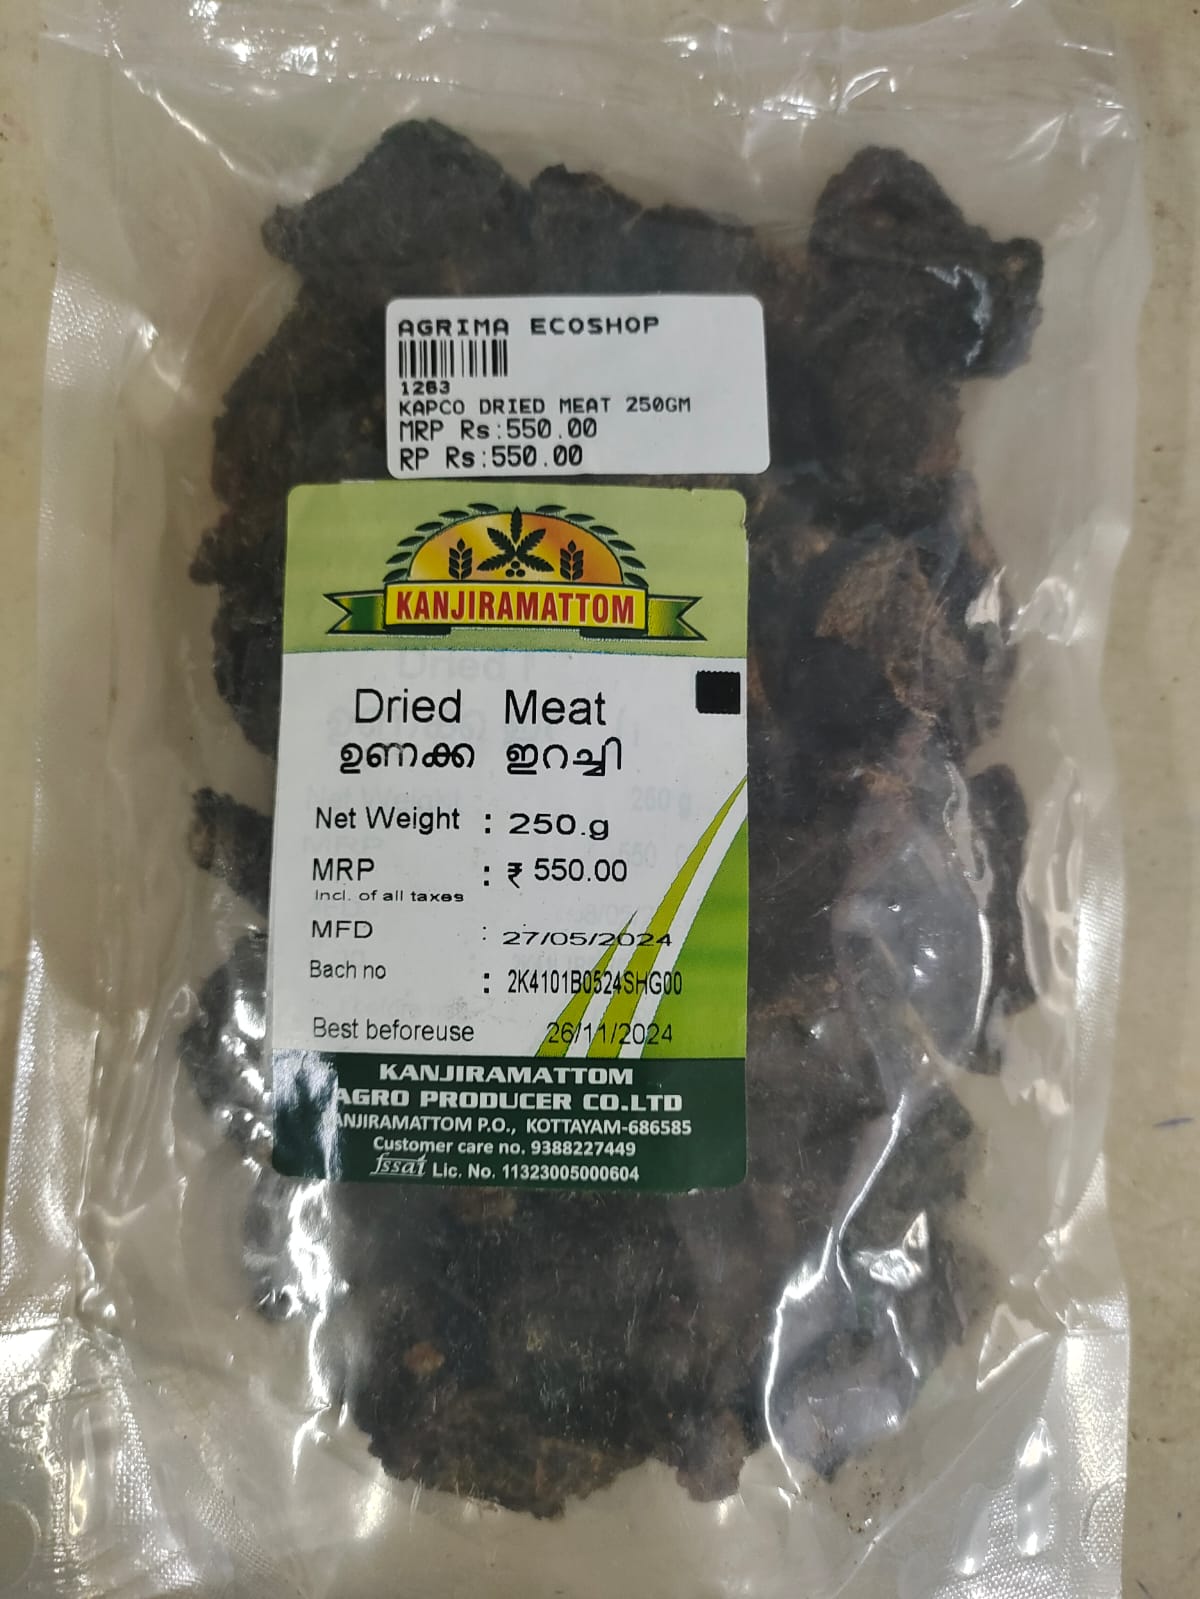 AGRIMA ECOSHOP
1263
KAPCO DRIED MEAT 250GM
MRP Rs:550.00
RP Rs:550.00
KANJIRAMATTOM
Dried Meat
ഉണക്ക ഇറച്ചി
Net Weight : 250.g
MRP : ₹ 550.00
Incl. of all taxes
MFD : 27/05/2024
Bach no : 2K4101B0524SHG00
Best beforeuse 26/11/2024
KANJIRAMATTOM
AGRO PRODUCER CO.LTD
KANJIRAMATTOM P.O., KOTTAYAM-686585
Customer care no. 9388227449
fssai Lic. No. 11323005000604